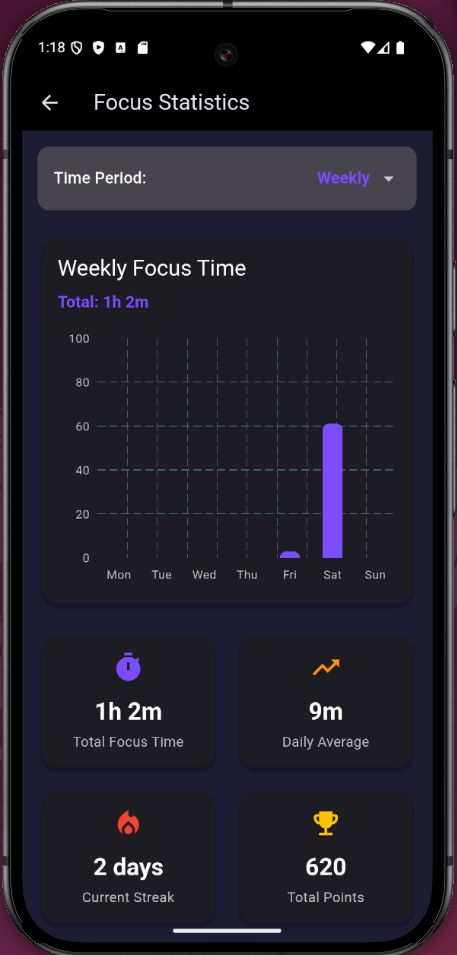 1:18
Focus Statistics
Time Period: Weekly
Weekly Focus Time
Total: 1h 2m
100
80
60
40
20
0
Mon Tue Wed Thu Fri Sat Sun
1h 2m
Total Focus Time
9m
Daily Average
2 days
Current Streak
620
Total Points